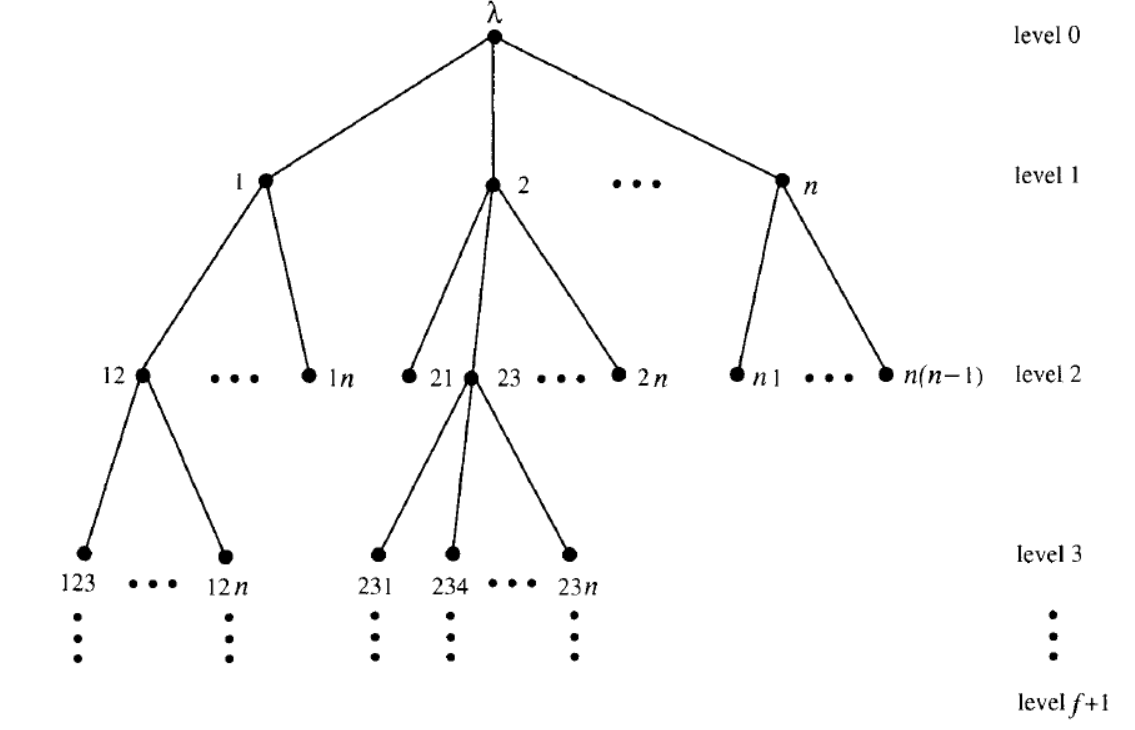 λ level 0
1 2 ••• n level 1
12 ••• 1n 21 23 ••• 2n n1 ••• n(n−1) level 2
level 3
123 ••• 12n 231 234 ••• 23n
level f+1